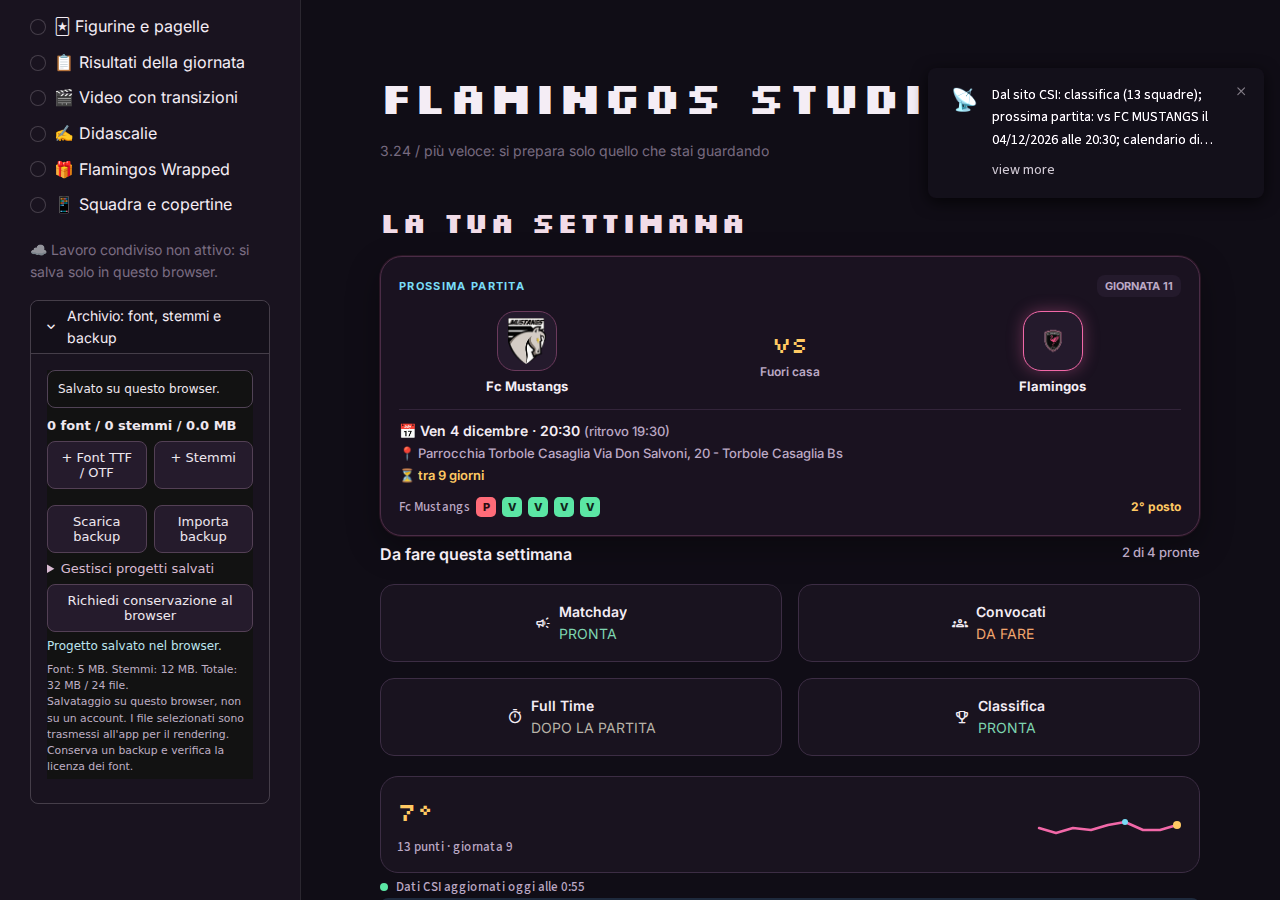 Figurine e pagelle
Risultati della giornata
Video con transizioni
Didascalie
Flamingos Wrapped
Squadra e copertine
Lavoro condiviso non attivo: si
salva solo in questo browser.
Archivio: font, stemmi e
backup
Salvato su questo browser.
0 font / 0 stemmi / 0.0 MB
+ Font TTF
/ OTF
+ Stemmi
Scarica
backup
Importa
backup
Gestisci progetti salvati
Richiedi conservazione al
browser
Progetto salvato nel browser.
Font: 5 MB. Stemmi: 12 MB. Totale:
32 MB / 24 file.
Salvataggio su questo browser, non
su un account. I file selezionati sono
trasmessi all'app per il rendering.
Conserva un backup e verifica la
licenza dei font.
FLAMINGOS STUDI
3.24 / più veloce: si prepara solo quello che stai guardando
Dal sito CSI: classifica (13 squadre);
prossima partita: vs FC MUSTANGS il
04/12/2026 alle 20:30; calendario di…
view more
LA TUA SETTIMANA
PROSSIMA PARTITA
GIORNATA 11
MUSTANGS
Fc Mustangs
VS
Fuori casa
Flamingos
Ven 4 dicembre · 20:30 (ritrovo 19:30)
Parrocchia Torbole Casaglia Via Don Salvoni, 20 - Torbole Casaglia Bs
tra 9 giorni
Fc Mustangs P V V V V
2° posto
Da fare questa settimana
2 di 4 pronte
Matchday
PRONTA
Convocati
DA FARE
Full Time
DOPO LA PARTITA
Classifica
PRONTA
7°
13 punti · giornata 9
Dati CSI aggiornati oggi alle 0:55